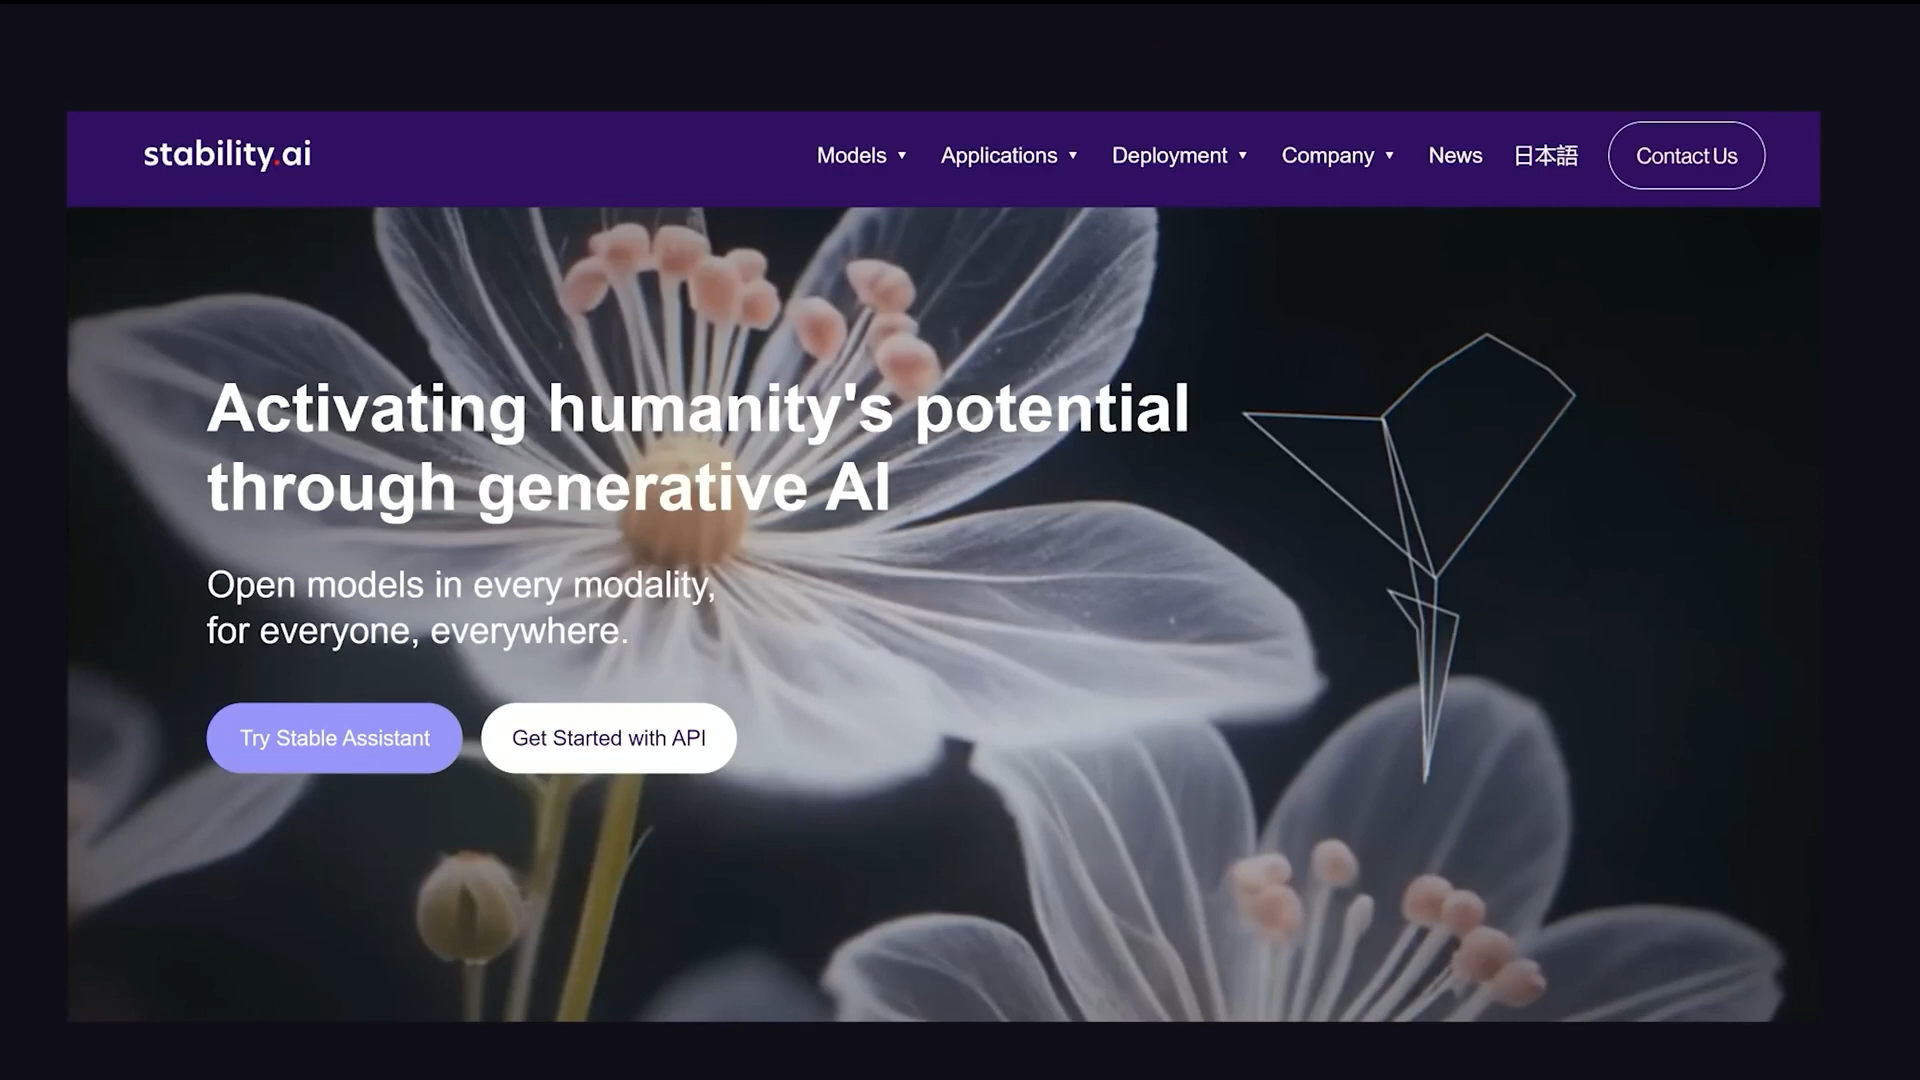 stability.ai
Models
Applications
Deployment
Company
News
日本語
Contact Us
Activating humanity's potential
through generative AI
Open models in every modality,
for everyone, everywhere.
Try Stable Assistant
Get Started with API